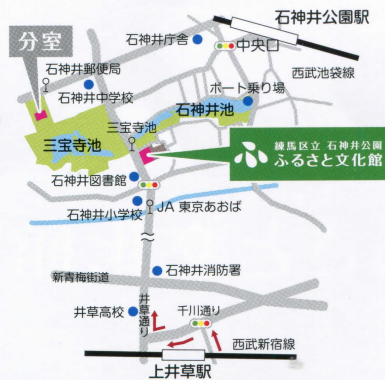 石神井公園駅
分室
石神井庁舎
中央口
西武池袋線
石神井郵便局
石神井中学校
ボート乗り場
石神井池
三宝寺池
三宝寺池
練馬区立 石神井公園
ふるさと文化館
石神井図書館
石神井小学校
JA 東京あおば
石神井消防署
新青梅街道
井草高校
井草通り
千川通り
西武新宿線
上井草駅